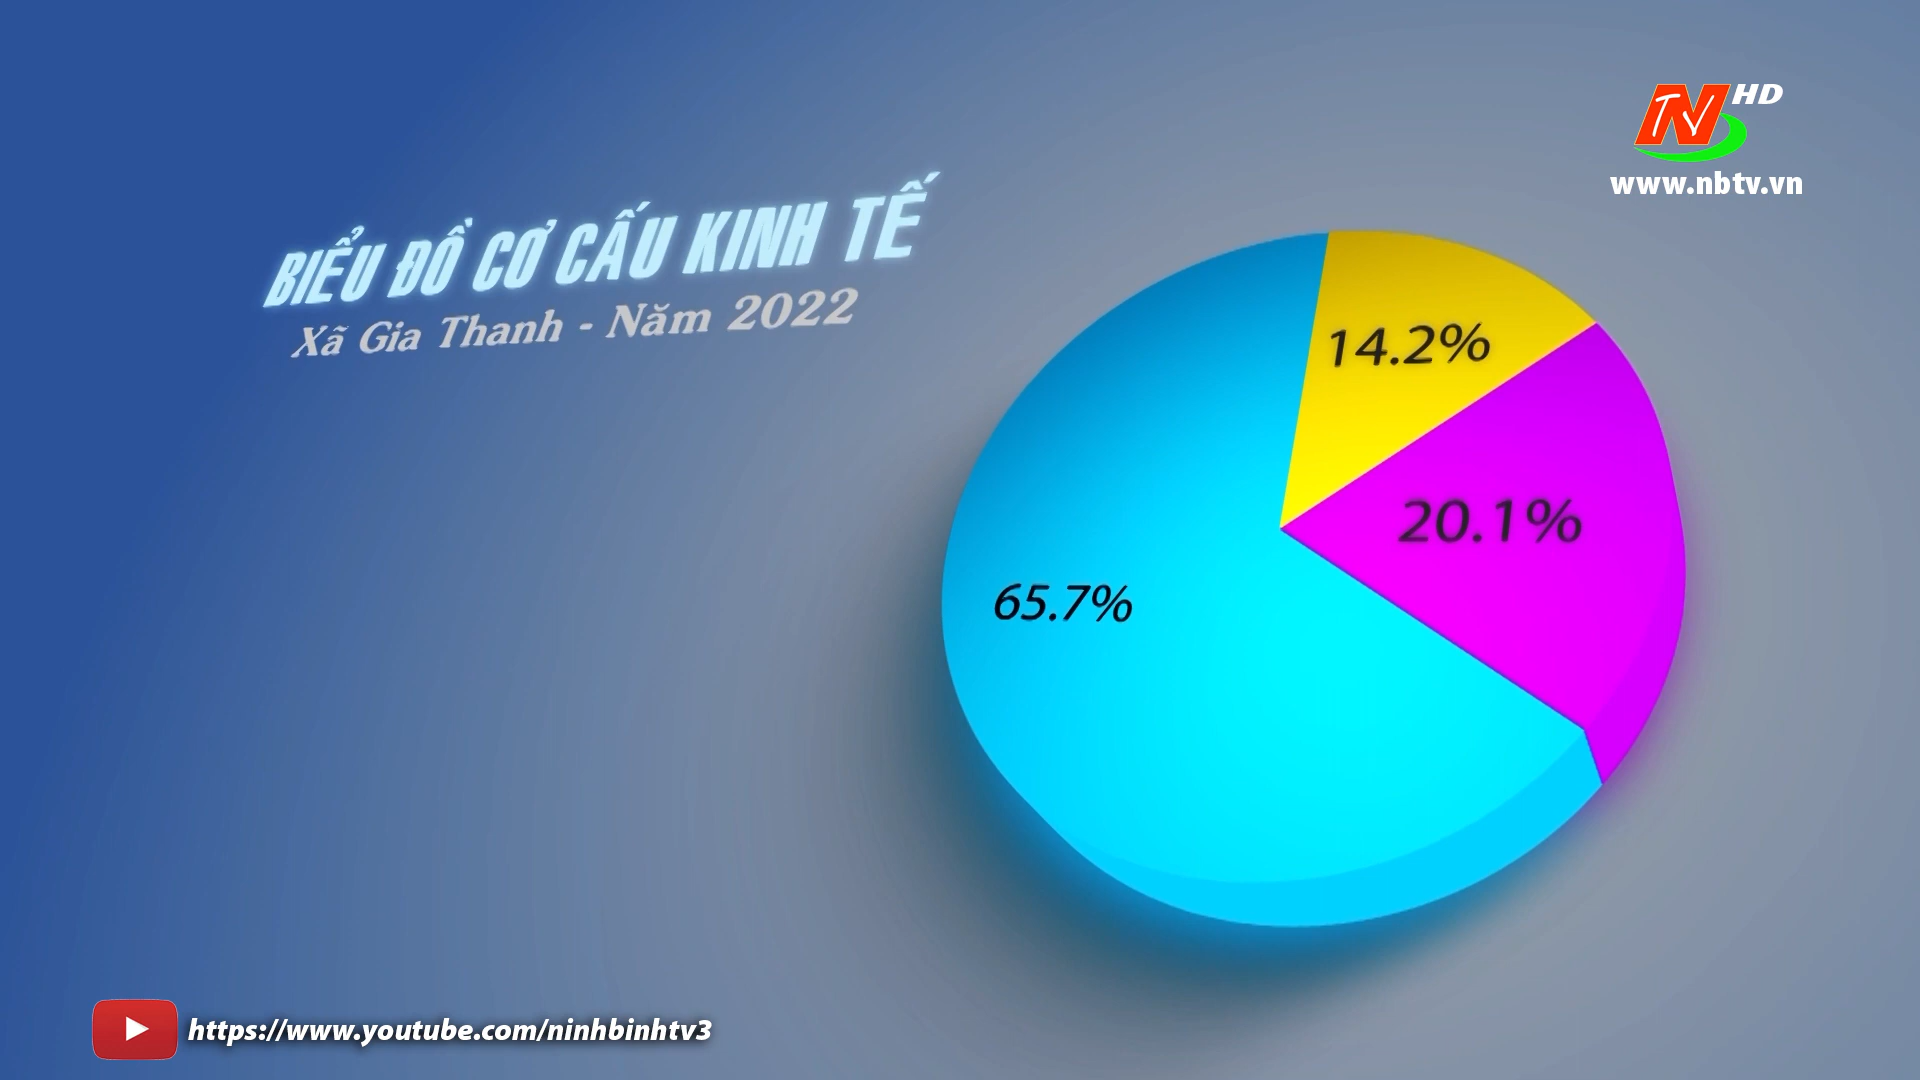 BIỂU ĐỒ CƠ CẤU KINH TẾ
Xã Gia Thanh - Năm 2022
14.2%
20.1%
65.7%
NTV HD
www.nbtv.vn
https://www.youtube.com/ninhbinhtv3